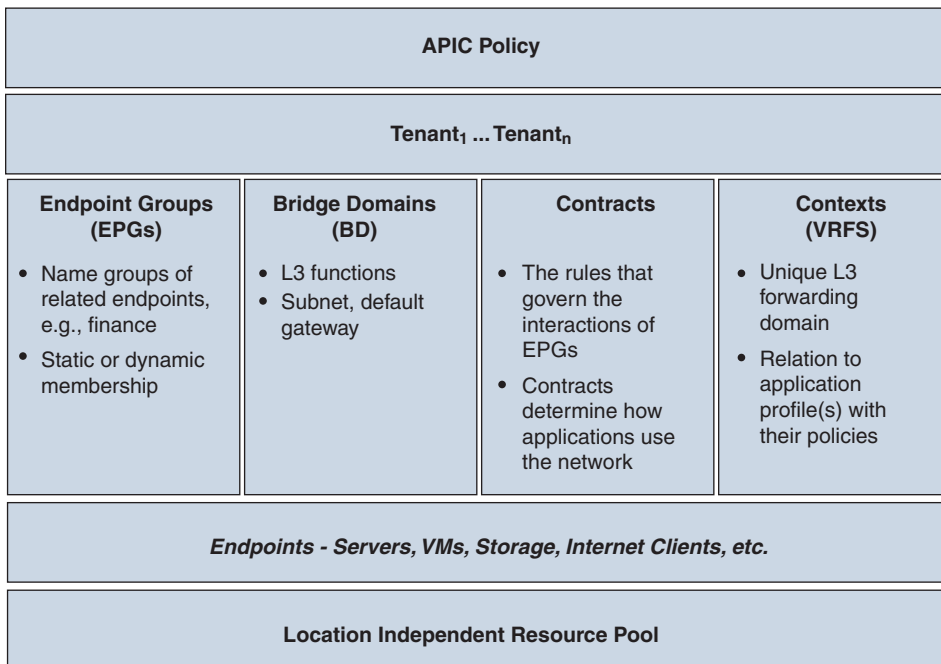 APIC Policy
Tenant₁ ... Tenantₙ
Endpoint Groups
(EPGs)
• Name groups of
related endpoints,
e.g., finance
• Static or dynamic
membership
Bridge Domains
(BD)
• L3 functions
• Subnet, default
gateway
Contracts
• The rules that
govern the
interactions of
EPGs
• Contracts
determine how
applications use
the network
Contexts
(VRFS)
• Unique L3
forwarding
domain
• Relation to
application
profile(s) with
their policies
Endpoints - Servers, VMs, Storage, Internet Clients, etc.
Location Independent Resource Pool